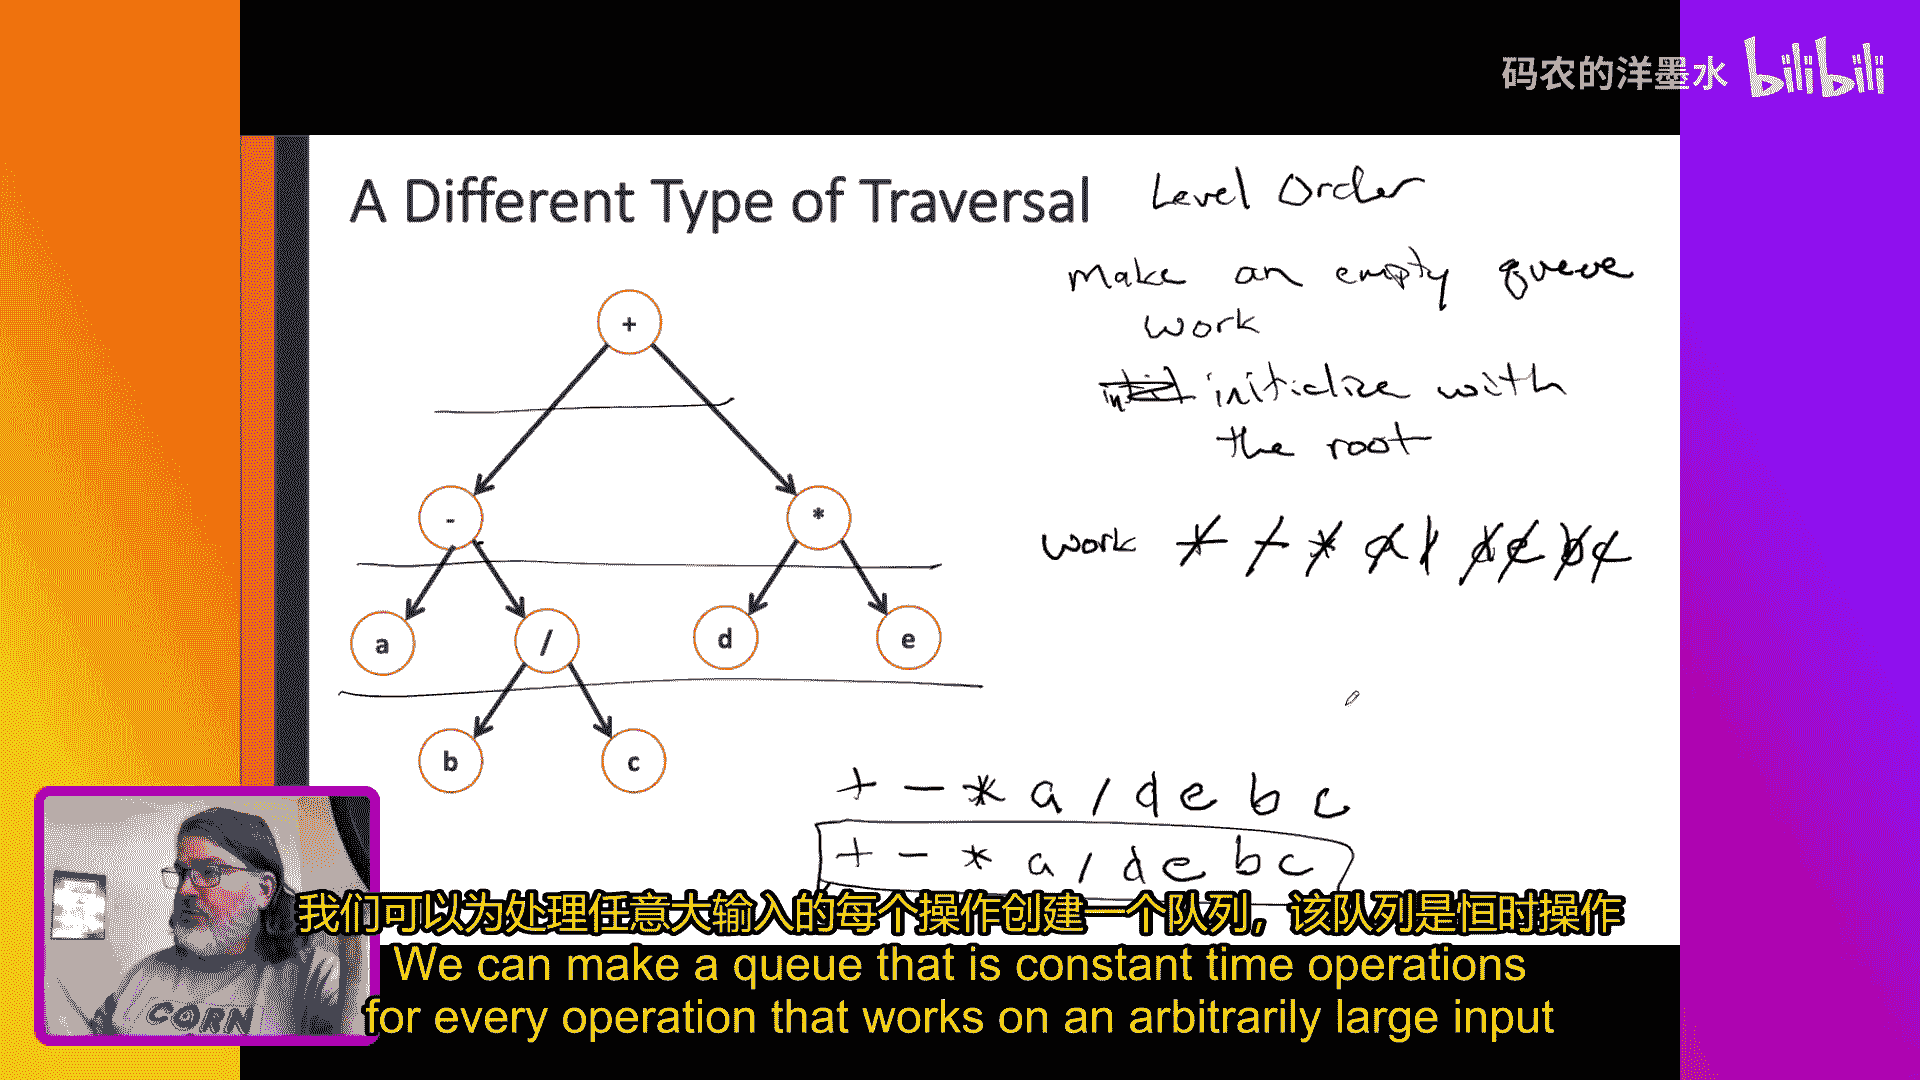 码农的洋墨水 bilibili
A Different Type of Traversal
Level Order
make an empty queue
work
initialize with
the root
+
-
*
a
/
d
e
b
c
work + - * a / d e b c
+ - * a / d e b c
+ - * a / d e b c
CORN
我们可以为处理任意大输入的每个操作创建一个队列，该队列是恒时操作
We can make a queue that is constant time operations
for every operation that works on an arbitrarily large input